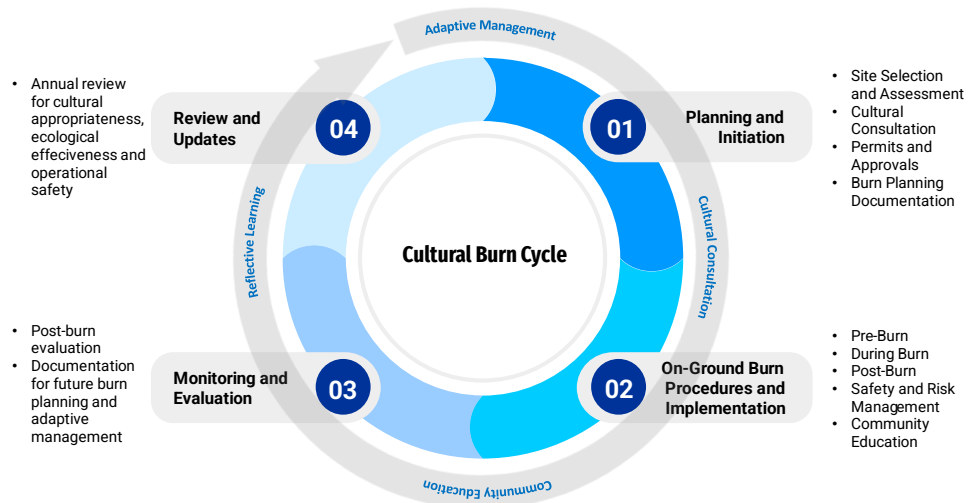 Adaptive Management
• Annual review
for cultural
appropriateness,
ecological
effeciveness and
operational
safety
Review and
Updates
04
01
Planning and
Initiation
• Site Selection
and Assessment
• Cultural
Consultation
• Permits and
Approvals
• Burn Planning
Documentation
Reflective Learning
Cultural Burn Cycle
Cultural Consultation
• Post-burn
evaluation
• Documentation
for future burn
planning and
adaptive
management
Monitoring and
Evaluation
03
02
On-Ground Burn
Procedures and
Implementation
• Pre-Burn
• During Burn
• Post-Burn
• Safety and Risk
Management
• Community
Education
Community Education